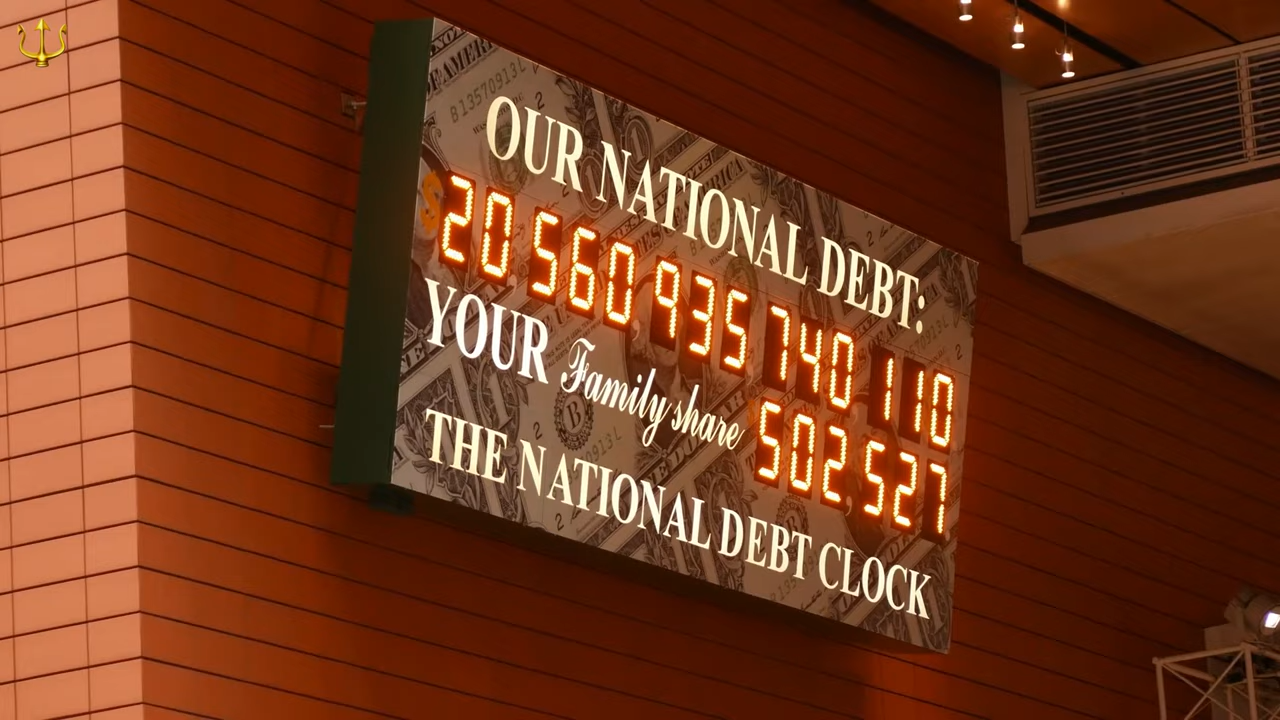 OUR NATIONAL DEBT:
$20,560,935,740,110
YOUR Family share 502,527
THE NATIONAL DEBT CLOCK